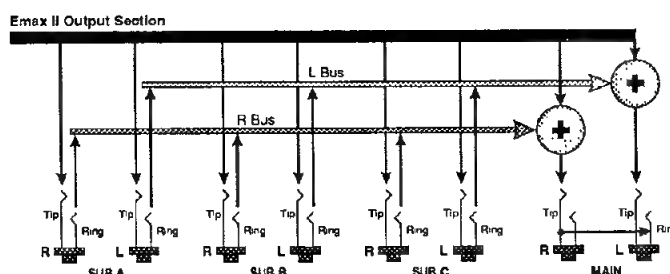 Emax II Output Section
L Bus
R Bus
Tip Ring Tip Ring Tip Ring Tip Ring Tip Ring Tip Ring Tip Tip Rin
R L R L R L R L
SUB A SUB B SUB C MAIN